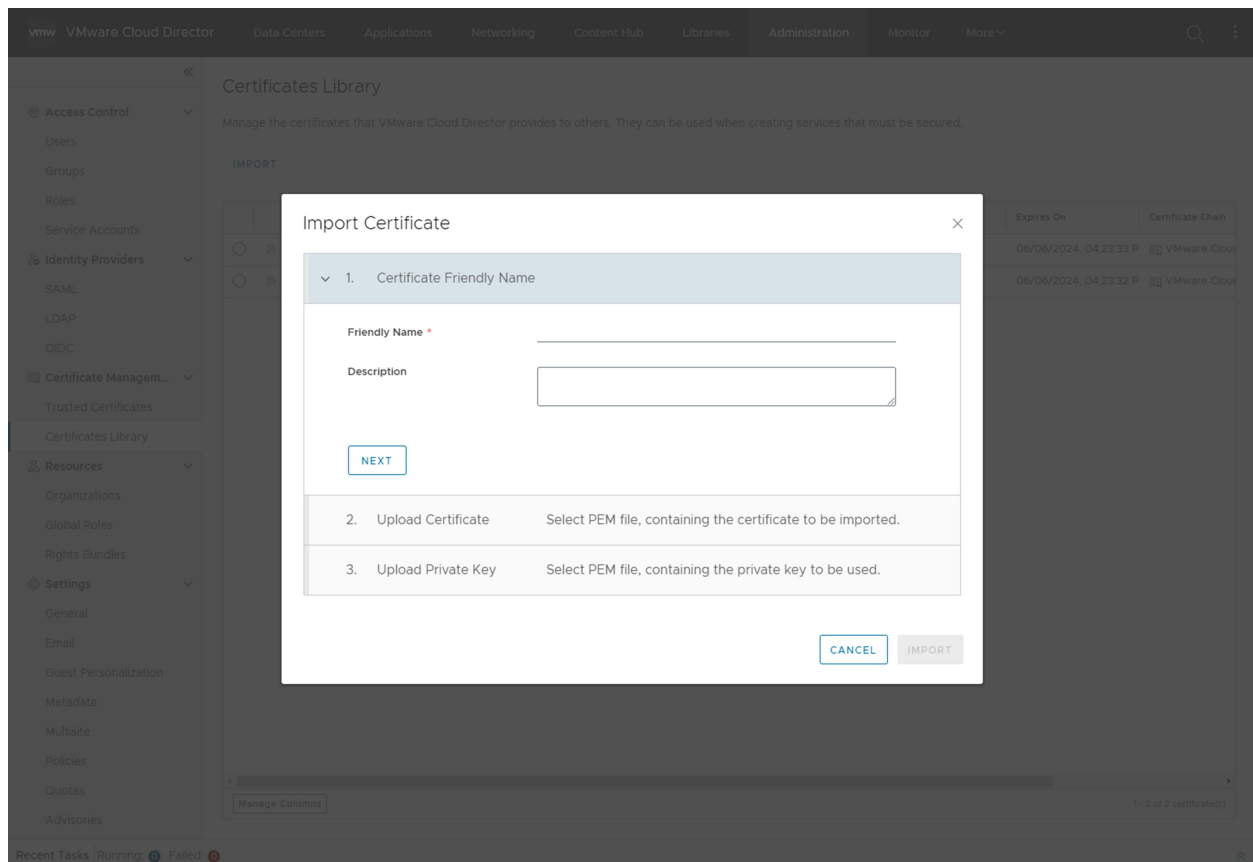 vmw VMware Cloud Director Data Centers Applications Networking Content Hub Libraries Administration Monitor More
Certificates Library
Manage the certificates that VMware Cloud Director provides to others. They can be used when creating services that must be secured.
IMPORT
Access Control
Users
Groups
Roles
Service Accounts
Identity Providers
SAML
LDAP
OIDC
Certificate Managem...
Trusted Certificates
Certificates Library
Resources
Organizations
Global Roles
Rights Bundles
Settings
General
Email
Guest Personalization
Metadata
Multisite
Policies
Quotas
Advisories
Expires On Certificate Chain
06/06/2024, 04:23:33 P VMware Clou
06/06/2024, 04:23:32 P VMware Clou
Import Certificate
1. Certificate Friendly Name
Friendly Name *
Description
NEXT
2. Upload Certificate Select PEM file, containing the certificate to be imported.
3. Upload Private Key Select PEM file, containing the private key to be used.
CANCEL IMPORT
Manage Columns 1 - 2 of 2 certificate(s)
Recent Tasks Running: 0 Failed: 0